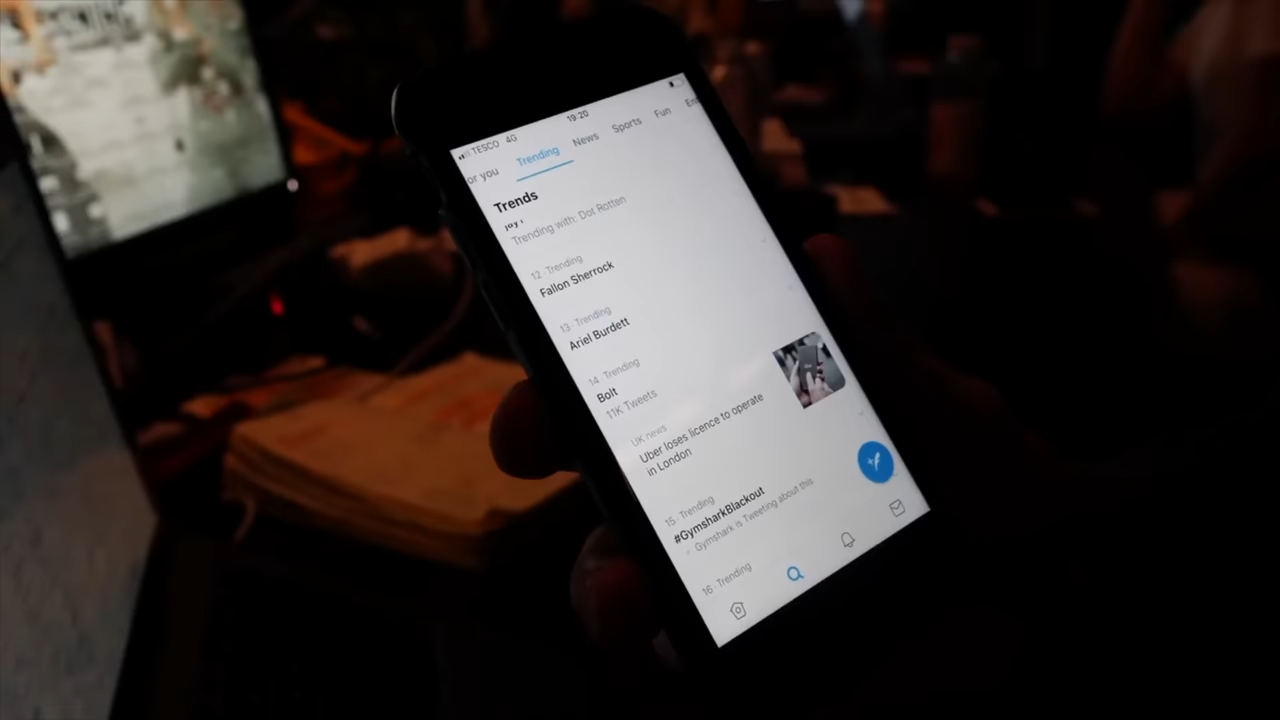 TESCO 4G
19:20
or you
Trending
News
Sports
Fun
En
Trends
Trending with: Dot Rotten
12 · Trending
Fallon Sherrock
13 · Trending
Ariel Burdett
14 · Trending
Bolt
11K Tweets
UK news
Uber loses licence to operate
in London
15 · Trending
#GymsharkBlackout
Gymshark is Tweeting about this
16 · Trending